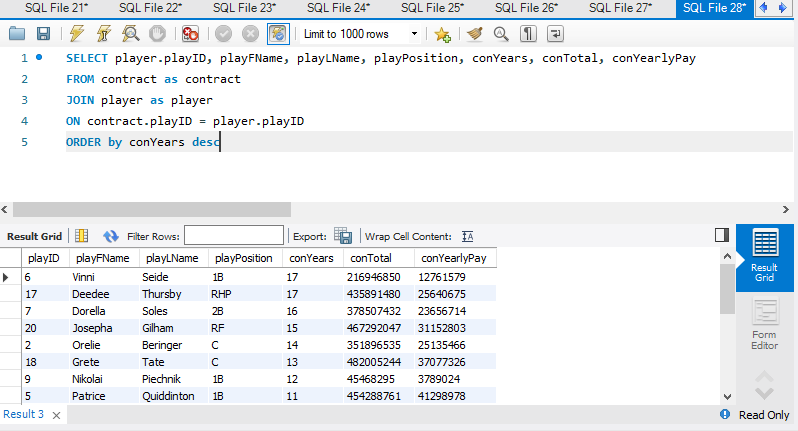 SQL File 21* SQL File 22* SQL File 23* SQL File 24* SQL File 25* SQL File 26* SQL File 27* SQL File 28*
Limit to 1000 rows
1 SELECT player.playID, playFName, playLName, playPosition, conYears, conTotal, conYearlyPay
2 FROM contract as contract
3 JOIN player as player
4 ON contract.playID = player.playID
5 ORDER by conYears desc
Result Grid Filter Rows: Export: Wrap Cell Content: IA
playID playFName playLName playPosition conYears conTotal conYearlyPay
6 Vinni Seide 1B 17 216946850 12761579
17 Deedee Thursby RHP 17 435891480 25640675
7 Dorella Soles 2B 16 378507432 23656714
20 Josepha Gilham RF 15 467292047 31152803
2 Orelie Beringer C 14 351896535 25135466
18 Grete Tate C 13 482005244 37077326
9 Nikolai Piechnik 1B 12 45468295 3789024
5 Patrice Quiddinton 1B 11 454288761 41298978
Result
Grid
Form
Editor
Result 3 Read Only